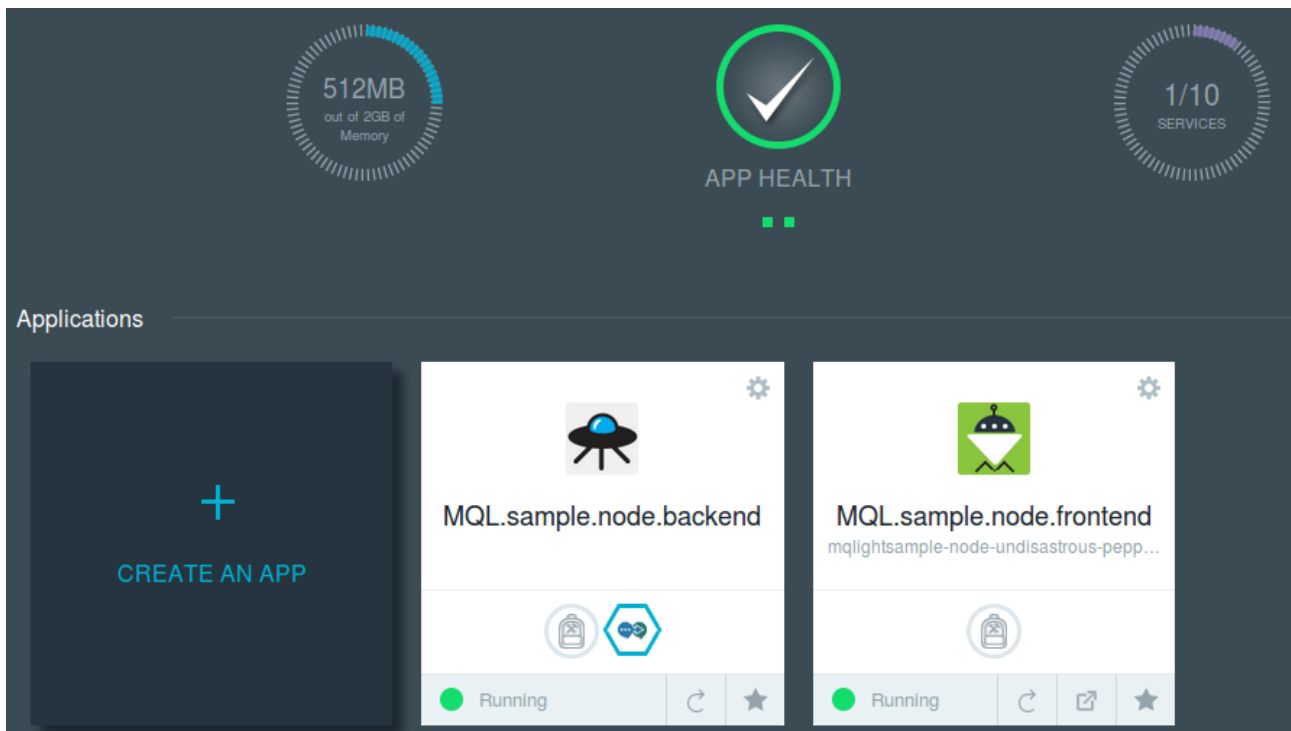 512MB
out of 2GB of
Memory
APP HEALTH
1/10
SERVICES
Applications
CREATE AN APP
MQL.sample.node.backend
Running
MQL.sample.node.frontend
mqlightsample-node-undisastrous-pepp...
Running